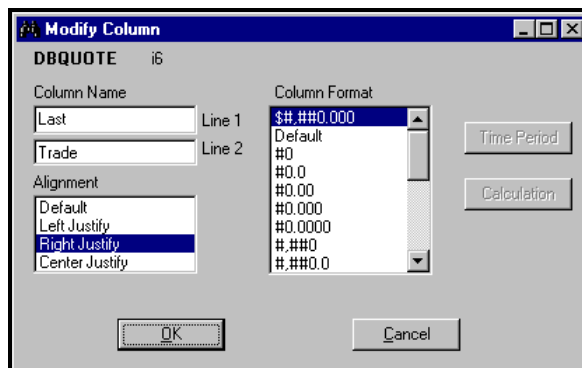 Modify Column
DBQUOTE i6
Column Name
Last Line 1
Trade Line 2
Alignment
Default
Left Justify
Right Justify
Center Justify
Column Format
$#,##0.000
Default
#0
#0.0
#0.00
#0.000
#0.0000
#,##0
#,##0.0
Time Period
Calculation
OK
Cancel